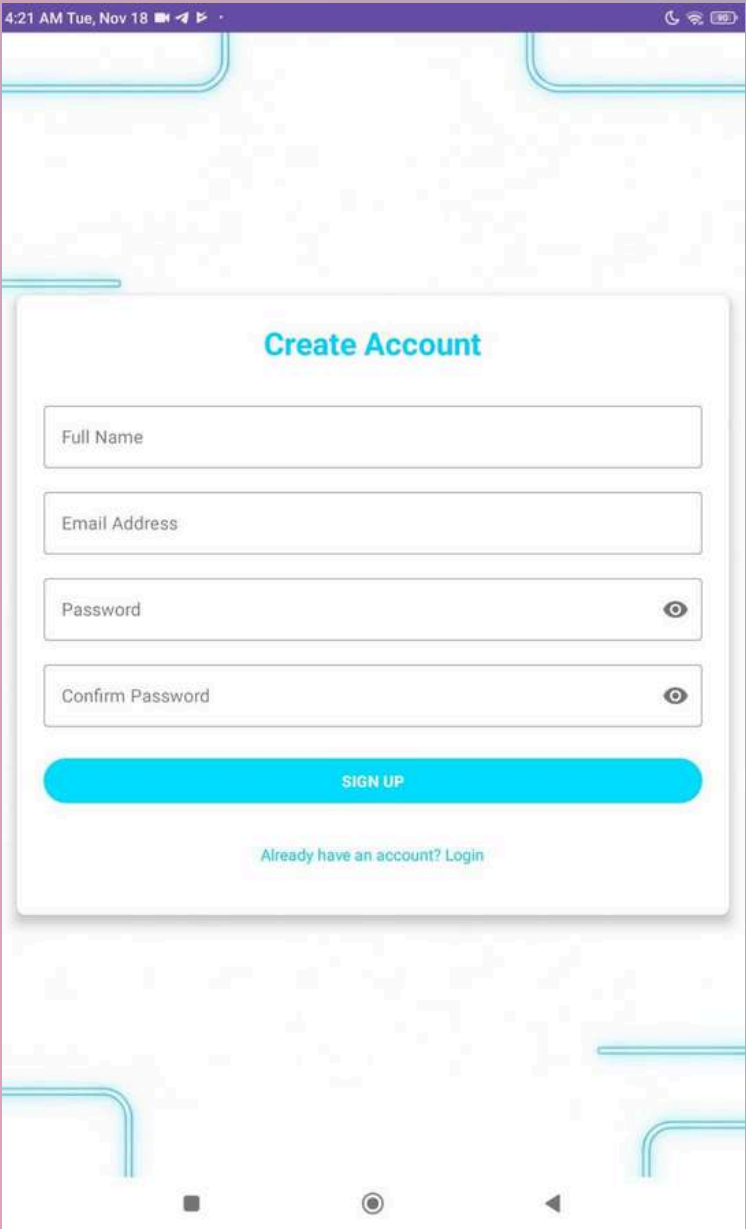 4:21 AM Tue, Nov 18
90
Create Account
Full Name
Email Address
Password
Confirm Password
SIGN UP
Already have an account? Login